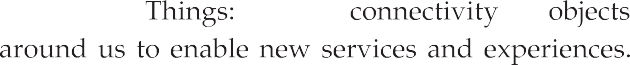 Things: connectivity objects
around us to enable new services and experiences.